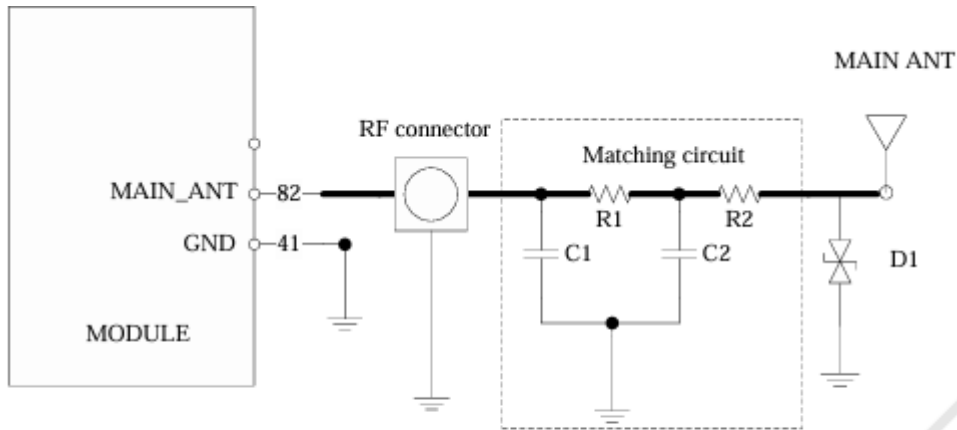 MAIN ANT
RF connector
Matching circuit
MAIN_ANT
82
R1
R2
GND
41
C1
C2
D1
MODULE